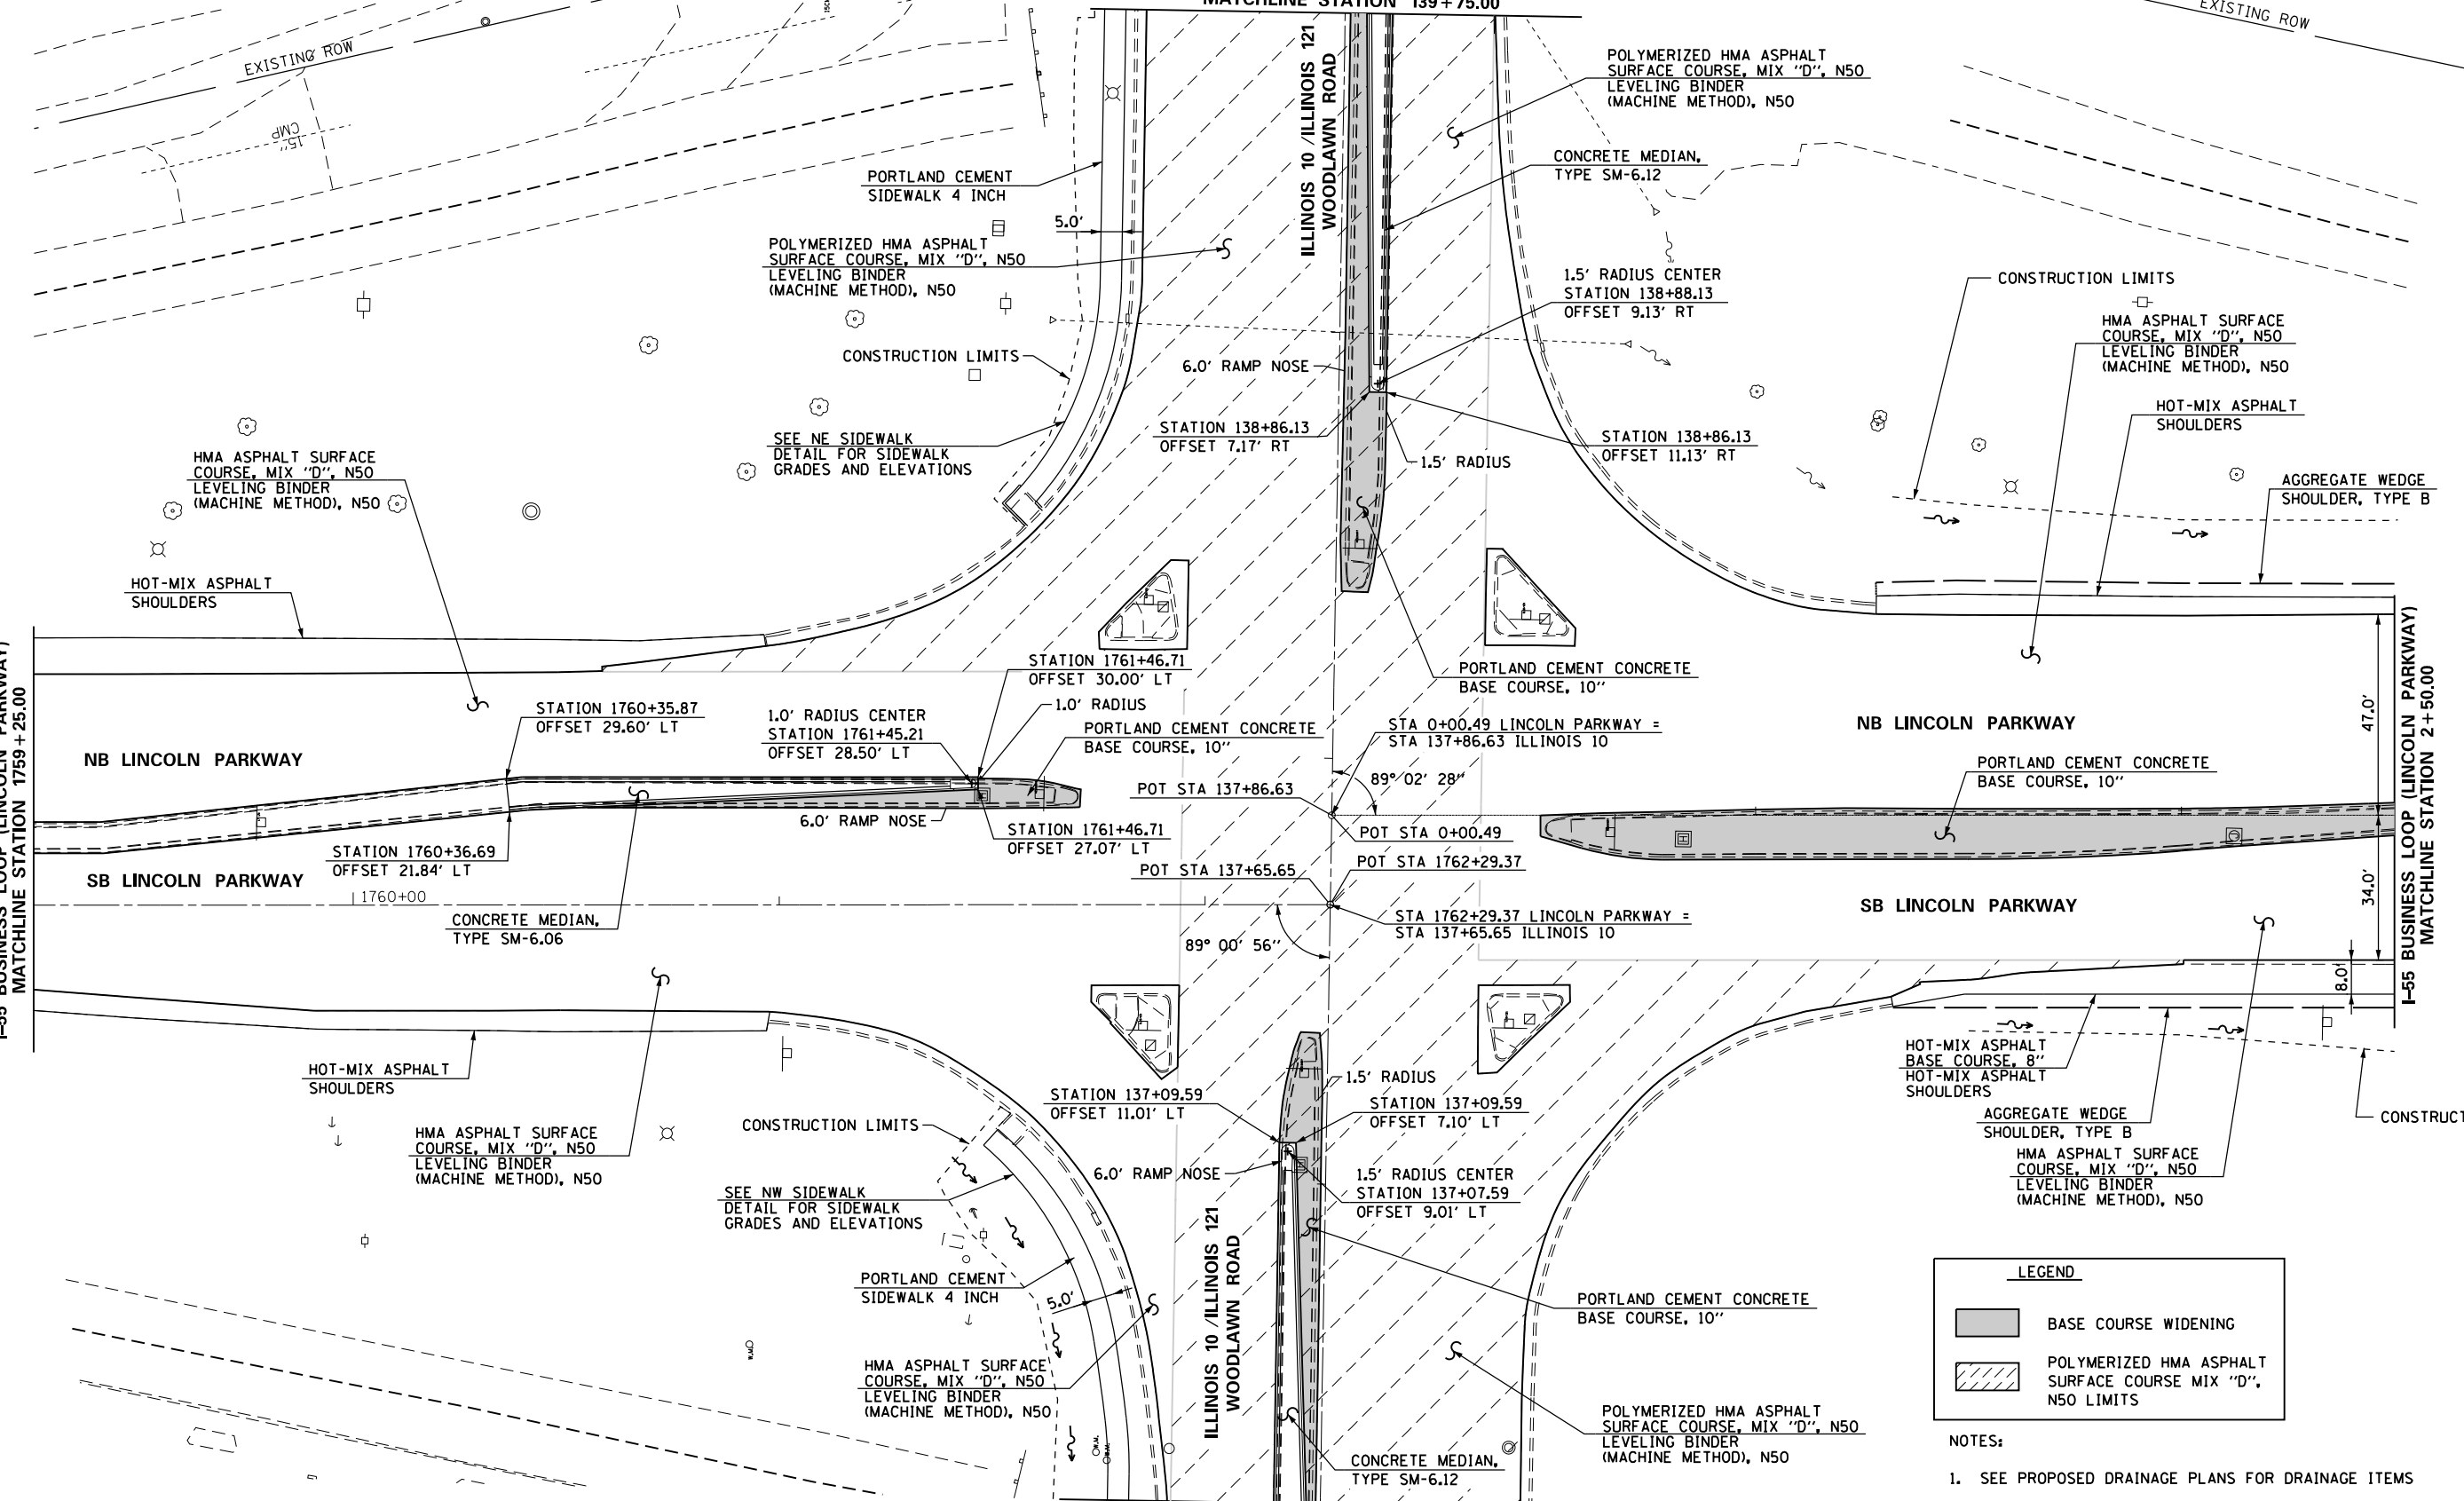 MATCHLINE STATION 139+75.00
EXISTING ROW
EXISTING ROW
15" CMP
ILLINOIS 10 /ILLINOIS 121
WOODLAWN ROAD
POLYMERIZED HMA ASPHALT
SURFACE COURSE, MIX "D", N50
LEVELING BINDER
(MACHINE METHOD), N50
CONCRETE MEDIAN,
TYPE SM-6.12
PORTLAND CEMENT
SIDEWALK 4 INCH
5.0'
POLYMERIZED HMA ASPHALT
SURFACE COURSE, MIX "D", N50
LEVELING BINDER
(MACHINE METHOD), N50
1.5' RADIUS CENTER
STATION 138+88.13
OFFSET 9.13' RT
CONSTRUCTION LIMITS
HMA ASPHALT SURFACE
COURSE, MIX "D", N50
LEVELING BINDER
(MACHINE METHOD), N50
CONSTRUCTION LIMITS
6.0' RAMP NOSE
HOT-MIX ASPHALT
SHOULDERS
SEE NE SIDEWALK
DETAIL FOR SIDEWALK
GRADES AND ELEVATIONS
STATION 138+86.13
OFFSET 7.17' RT
STATION 138+86.13
OFFSET 11.13' RT
1.5' RADIUS
HMA ASPHALT SURFACE
COURSE, MIX "D", N50
LEVELING BINDER
(MACHINE METHOD), N50
AGGREGATE WEDGE
SHOULDER, TYPE B
HOT-MIX ASPHALT
SHOULDERS
I-55 BUSINESS LOOP (LINCOLN PARKWAY)
MATCHLINE STATION 1759+25.00
STATION 1761+46.71
OFFSET 30.00' LT
PORTLAND CEMENT CONCRETE
BASE COURSE, 10"
I-55 BUSINESS LOOP (LINCOLN PARKWAY)
MATCHLINE STATION 2+50.00
STATION 1760+35.87
OFFSET 29.60' LT
1.0' RADIUS CENTER
STATION 1761+45.21
OFFSET 28.50' LT
1.0' RADIUS
PORTLAND CEMENT CONCRETE
BASE COURSE, 10"
STA 0+00.49 LINCOLN PARKWAY =
STA 137+86.63 ILLINOIS 10
NB LINCOLN PARKWAY
47.0'
NB LINCOLN PARKWAY
PORTLAND CEMENT CONCRETE
BASE COURSE, 10"
89° 02' 28"
POT STA 137+86.63
6.0' RAMP NOSE
STATION 1761+46.71
OFFSET 27.07' LT
POT STA 0+00.49
STATION 1760+36.69
OFFSET 21.84' LT
POT STA 137+65.65
POT STA 1762+29.37
SB LINCOLN PARKWAY
1760+00
34.0'
SB LINCOLN PARKWAY
CONCRETE MEDIAN,
TYPE SM-6.06
STA 1762+29.37 LINCOLN PARKWAY =
STA 137+65.65 ILLINOIS 10
89° 00' 56"
8.0'
HOT-MIX ASPHALT
SHOULDERS
HOT-MIX ASPHALT
BASE COURSE, 8"
HOT-MIX ASPHALT
SHOULDERS
1.5' RADIUS
STATION 137+09.59
OFFSET 11.01' LT
STATION 137+09.59
OFFSET 7.10' LT
AGGREGATE WEDGE
SHOULDER, TYPE B
CONSTRUCT
CONSTRUCTION LIMITS
HMA ASPHALT SURFACE
COURSE, MIX "D", N50
LEVELING BINDER
(MACHINE METHOD), N50
HMA ASPHALT SURFACE
COURSE, MIX "D", N50
LEVELING BINDER
(MACHINE METHOD), N50
6.0' RAMP NOSE
1.5' RADIUS CENTER
STATION 137+07.59
OFFSET 9.01' LT
SEE NW SIDEWALK
DETAIL FOR SIDEWALK
GRADES AND ELEVATIONS
ILLINOIS 10 /ILLINOIS 121
WOODLAWN ROAD
PORTLAND CEMENT
SIDEWALK 4 INCH
5.0'
PORTLAND CEMENT CONCRETE
BASE COURSE, 10"
HMA ASPHALT SURFACE
COURSE, MIX "D", N50
LEVELING BINDER
(MACHINE METHOD), N50
POLYMERIZED HMA ASPHALT
SURFACE COURSE, MIX "D", N50
LEVELING BINDER
(MACHINE METHOD), N50
CONCRETE MEDIAN,
TYPE SM-6.12
LEGEND
BASE COURSE WIDENING
POLYMERIZED HMA ASPHALT
SURFACE COURSE MIX "D",
N50 LIMITS
NOTES:
1. SEE PROPOSED DRAINAGE PLANS FOR DRAINAGE ITEMS